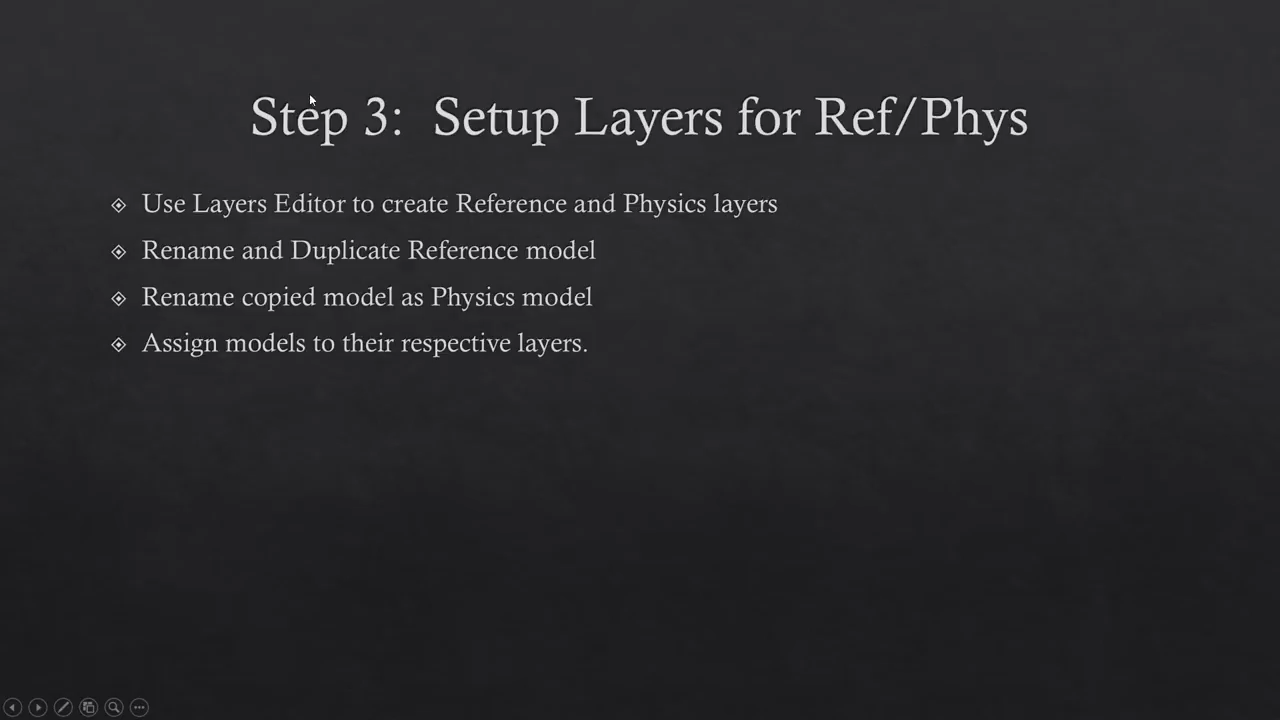 Step 3:  Setup Layers for Ref/Phys
Use Layers Editor to create Reference and Physics layers
Rename and Duplicate Reference model
Rename copied model as Physics model
Assign models to their respective layers.